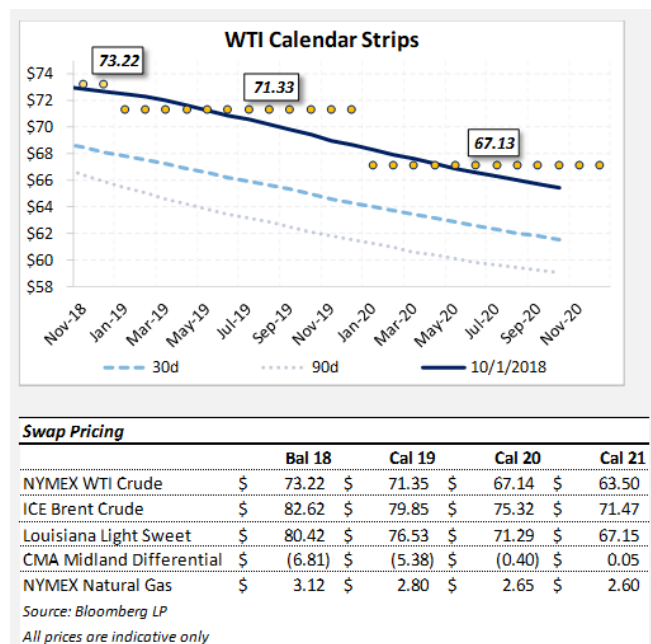 WTI Calendar Strips
73.22
71.33
67.13
$74
$72
$70
$68
$66
$64
$62
$60
$58
Nov-18 Jan-19 Mar-19 May-19 Jul-19 Sep-19 Nov-19 Jan-20 Mar-20 May-20 Jul-20 Sep-20 Nov-20
30d 90d 10/1/2018
Swap Pricing
Bal 18 Cal 19 Cal 20 Cal 21
NYMEX WTI Crude $ 73.22 $ 71.35 $ 67.14 $ 63.50
ICE Brent Crude $ 82.62 $ 79.85 $ 75.32 $ 71.47
Louisiana Light Sweet $ 80.42 $ 76.53 $ 71.29 $ 67.15
CMA Midland Differential $ (6.81) $ (5.38) $ (0.40) $ 0.05
NYMEX Natural Gas $ 3.12 $ 2.80 $ 2.65 $ 2.60
Source: Bloomberg LP
All prices are indicative only